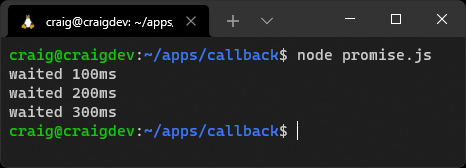 craig@craigdev: ~/apps/
craig@craigdev:~/apps/callback$ node promise.js
waited 100ms
waited 200ms
waited 300ms
craig@craigdev:~/apps/callback$